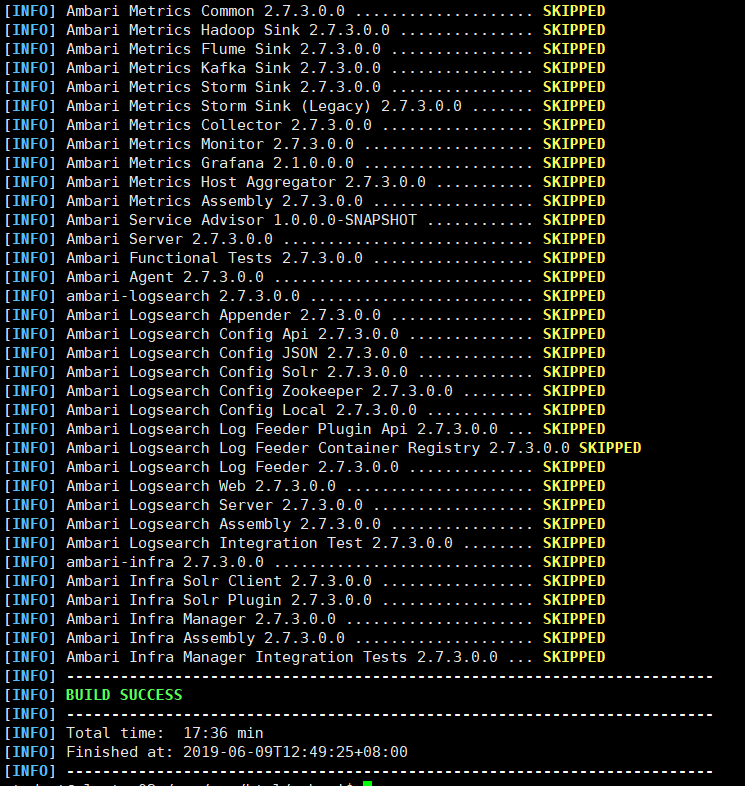 [INFO] Ambari Metrics Common 2.7.3.0.0 .................... SKIPPED
[INFO] Ambari Metrics Hadoop Sink 2.7.3.0.0 ............... SKIPPED
[INFO] Ambari Metrics Flume Sink 2.7.3.0.0 ................ SKIPPED
[INFO] Ambari Metrics Kafka Sink 2.7.3.0.0 ................ SKIPPED
[INFO] Ambari Metrics Storm Sink 2.7.3.0.0 ................ SKIPPED
[INFO] Ambari Metrics Storm Sink (Legacy) 2.7.3.0.0 ....... SKIPPED
[INFO] Ambari Metrics Collector 2.7.3.0.0 ................. SKIPPED
[INFO] Ambari Metrics Monitor 2.7.3.0.0 ................... SKIPPED
[INFO] Ambari Metrics Grafana 2.1.0.0.0 ................... SKIPPED
[INFO] Ambari Metrics Host Aggregator 2.7.3.0.0 ........... SKIPPED
[INFO] Ambari Metrics Assembly 2.7.3.0.0 .................. SKIPPED
[INFO] Ambari Service Advisor 1.0.0.0-SNAPSHOT ............ SKIPPED
[INFO] Ambari Server 2.7.3.0.0 ............................ SKIPPED
[INFO] Ambari Functional Tests 2.7.3.0.0 .................. SKIPPED
[INFO] Ambari Agent 2.7.3.0.0 ............................. SKIPPED
[INFO] ambari-logsearch 2.7.3.0.0 ......................... SKIPPED
[INFO] Ambari Logsearch Appender 2.7.3.0.0 ................ SKIPPED
[INFO] Ambari Logsearch Config Api 2.7.3.0.0 .............. SKIPPED
[INFO] Ambari Logsearch Config JSON 2.7.3.0.0 ............. SKIPPED
[INFO] Ambari Logsearch Config Solr 2.7.3.0.0 ............. SKIPPED
[INFO] Ambari Logsearch Config Zookeeper 2.7.3.0.0 ........ SKIPPED
[INFO] Ambari Logsearch Config Local 2.7.3.0.0 ............ SKIPPED
[INFO] Ambari Logsearch Log Feeder Plugin Api 2.7.3.0.0 ... SKIPPED
[INFO] Ambari Logsearch Log Feeder Container Registry 2.7.3.0.0 SKIPPED
[INFO] Ambari Logsearch Log Feeder 2.7.3.0.0 .............. SKIPPED
[INFO] Ambari Logsearch Web 2.7.3.0.0 ..................... SKIPPED
[INFO] Ambari Logsearch Server 2.7.3.0.0 .................. SKIPPED
[INFO] Ambari Logsearch Assembly 2.7.3.0.0 ................ SKIPPED
[INFO] Ambari Logsearch Integration Test 2.7.3.0.0 ........ SKIPPED
[INFO] ambari-infra 2.7.3.0.0 ............................. SKIPPED
[INFO] Ambari Infra Solr Client 2.7.3.0.0 ................. SKIPPED
[INFO] Ambari Infra Solr Plugin 2.7.3.0.0 ................. SKIPPED
[INFO] Ambari Infra Manager 2.7.3.0.0 ..................... SKIPPED
[INFO] Ambari Infra Assembly 2.7.3.0.0 .................... SKIPPED
[INFO] Ambari Infra Manager Integration Tests 2.7.3.0.0 ... SKIPPED
[INFO] ------------------------------------------------------------------------
[INFO] BUILD SUCCESS
[INFO] ------------------------------------------------------------------------
[INFO] Total time:  17:36 min
[INFO] Finished at: 2019-06-09T12:49:25+08:00
[INFO] ------------------------------------------------------------------------